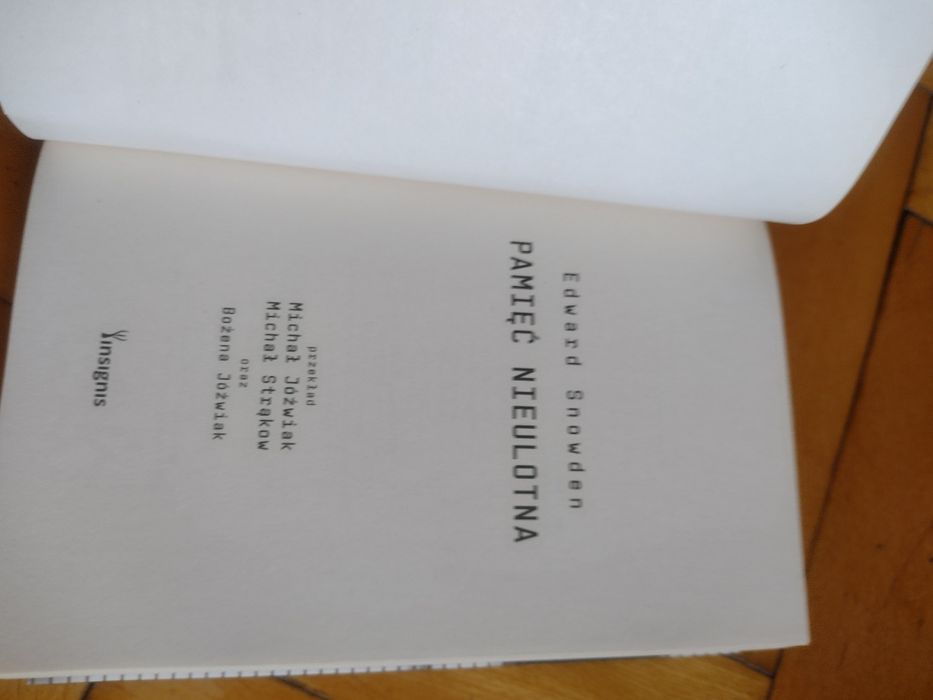 Edward Snowden
PAMIĘĆ NIEULOTNA
przekład
Michał Jóźwiak
Michał Strąkow
oraz
Bożena Jóźwiak
insignis